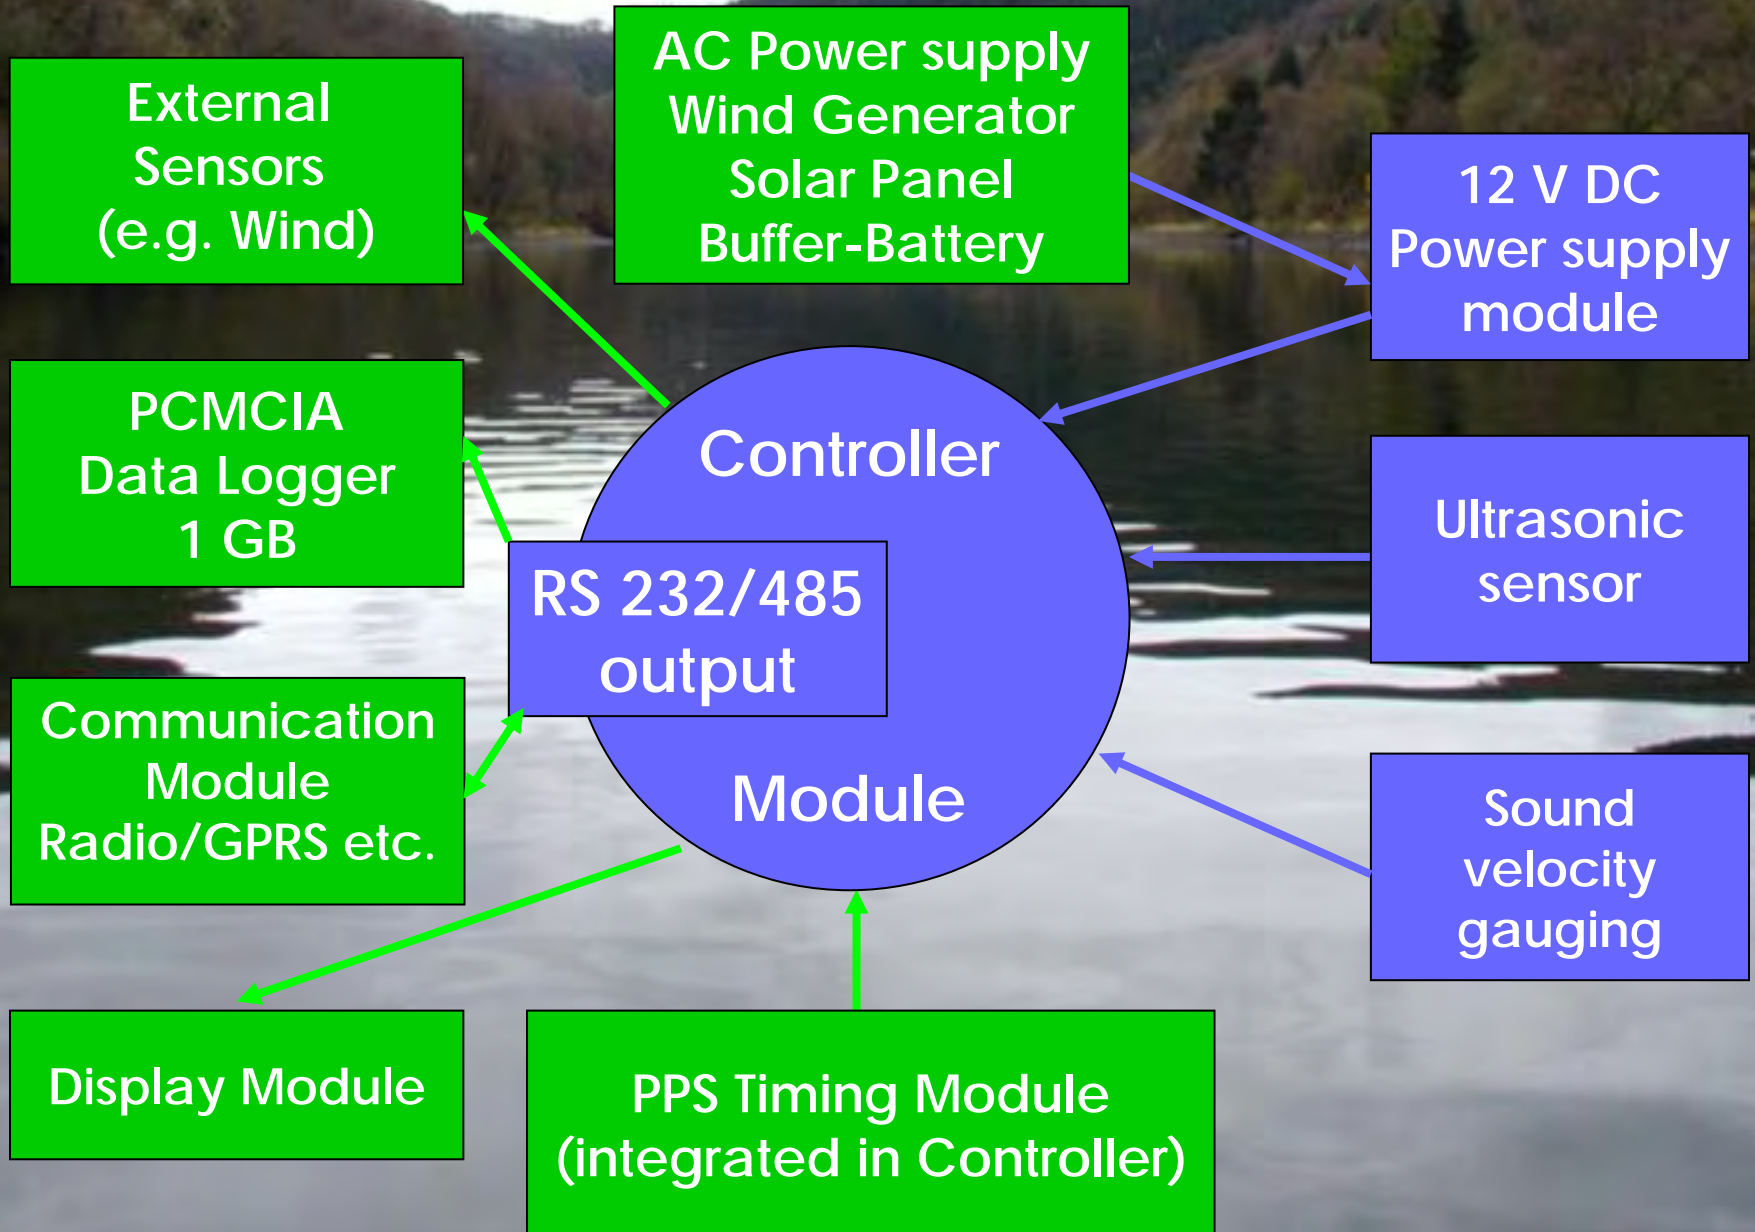 External
Sensors
(e.g. Wind)
AC Power supply
Wind Generator
Solar Panel
Buffer-Battery
12 V DC
Power supply
module
PCMCIA
Data Logger
1 GB
Controller
RS 232/485
output
Module
Ultrasonic
sensor
Communication
Module
Radio/GPRS etc.
Sound
velocity
gauging
Display Module
PPS Timing Module
(integrated in Controller)